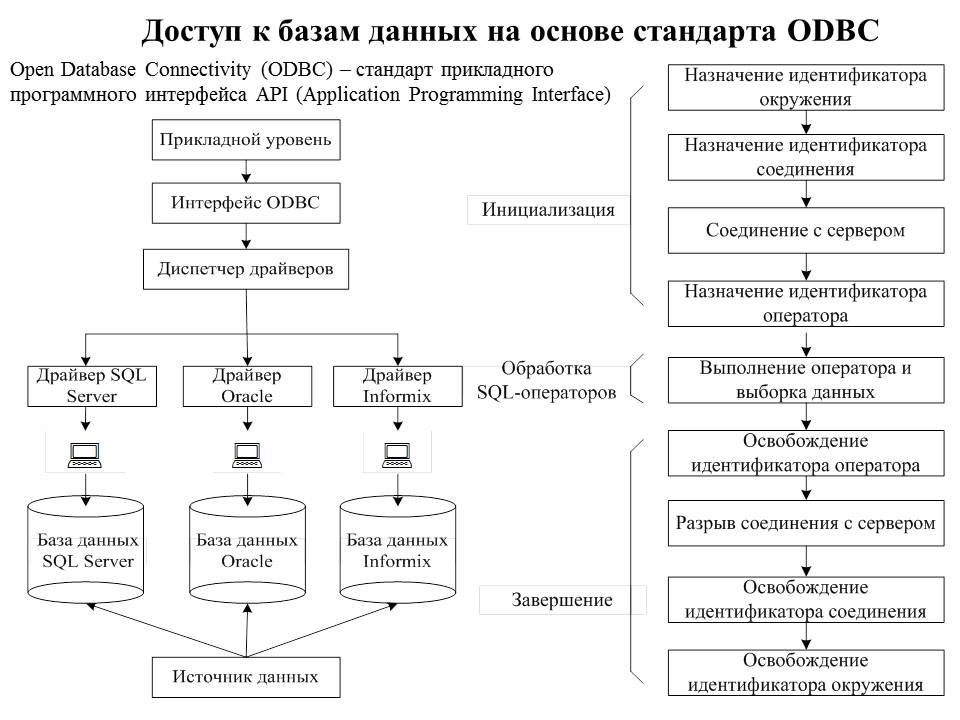 Доступ к базам данных на основе стандарта ODBC
Open Database Connectivity (ODBC) – стандарт прикладного
программного интерфейса API (Application Programming Interface)
Прикладной уровень
Интерфейс ODBC
Диспетчер драйверов
Драйвер SQL
Server
Драйвер
Oracle
Драйвер
Informix
База данных
SQL Server
База данных
Oracle
База данных
Informix
Источник данных
Инициализация
Обработка
SQL-операторов
Завершение
Назначение идентификатора
окружения
Назначение идентификатора
соединения
Соединение с сервером
Назначение идентификатора
оператора
Выполнение оператора и
выборка данных
Освобождение
идентификатора оператора
Разрыв соединения с сервером
Освобождение
идентификатора соединения
Освобождение
идентификатора окружения